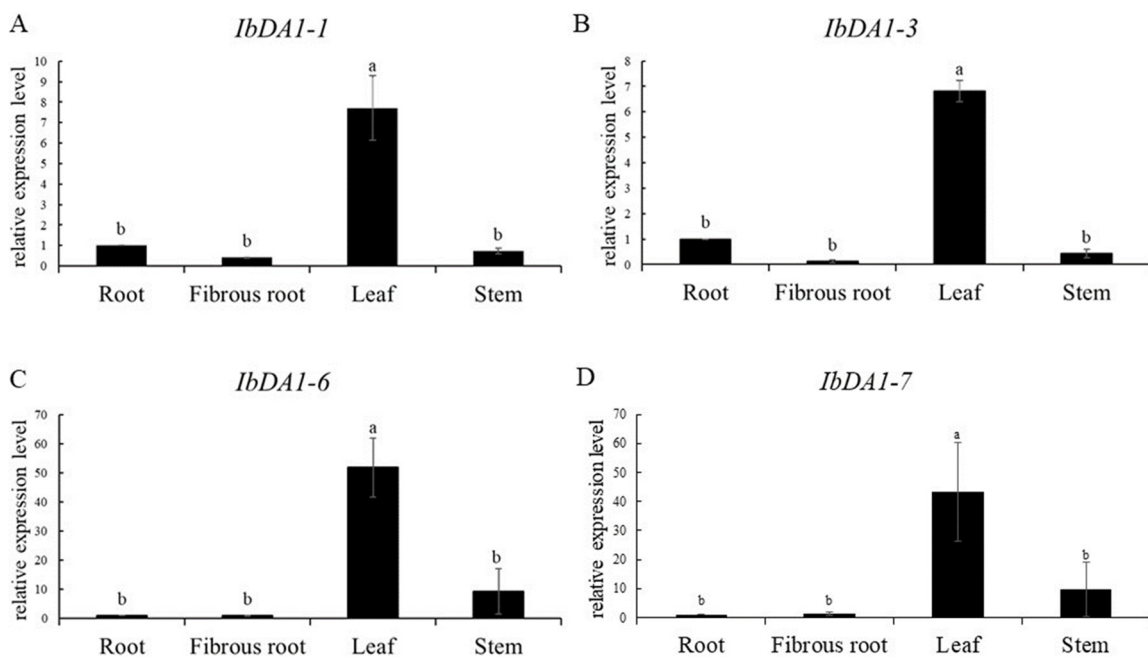 A
IbDA1-1
relative expression level
10
9
8
7
6
5
4
3
2
1
0
a
b
b
b
Root Fibrous root Leaf Stem
B
IbDA1-3
relative expression level
8
7
6
5
4
3
2
1
0
a
b
b
b
Root Fibrous root Leaf Stem
C
IbDA1-6
relative expression level
70
60
50
40
30
20
10
0
a
b
b
b
Root Fibrous root Leaf Stem
D
IbDA1-7
relative expression level
70
60
50
40
30
20
10
0
a
b
b
b
Root Fibrous root Leaf Stem